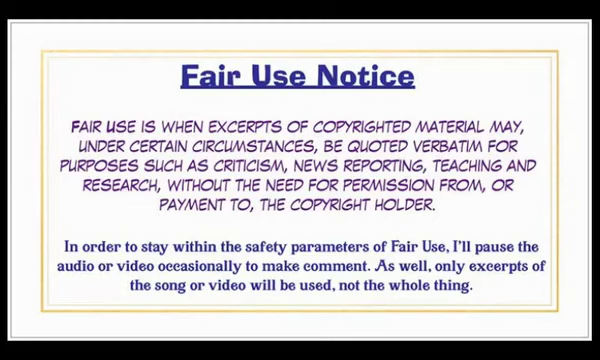 Fair Use Notice
FAIR USE IS WHEN EXCERPTS OF COPYRIGHTED MATERIAL MAY,
UNDER CERTAIN CIRCUMSTANCES, BE QUOTED VERBATIM FOR
PURPOSES SUCH AS CRITICISM, NEWS REPORTING, TEACHING AND
RESEARCH, WITHOUT THE NEED FOR PERMISSION FROM, OR
PAYMENT TO, THE COPYRIGHT HOLDER.
In order to stay within the safety parameters of Fair Use, I'll pause the
audio or video occasionally to make comment. As well, only excerpts of
the song or video will be used, not the whole thing.